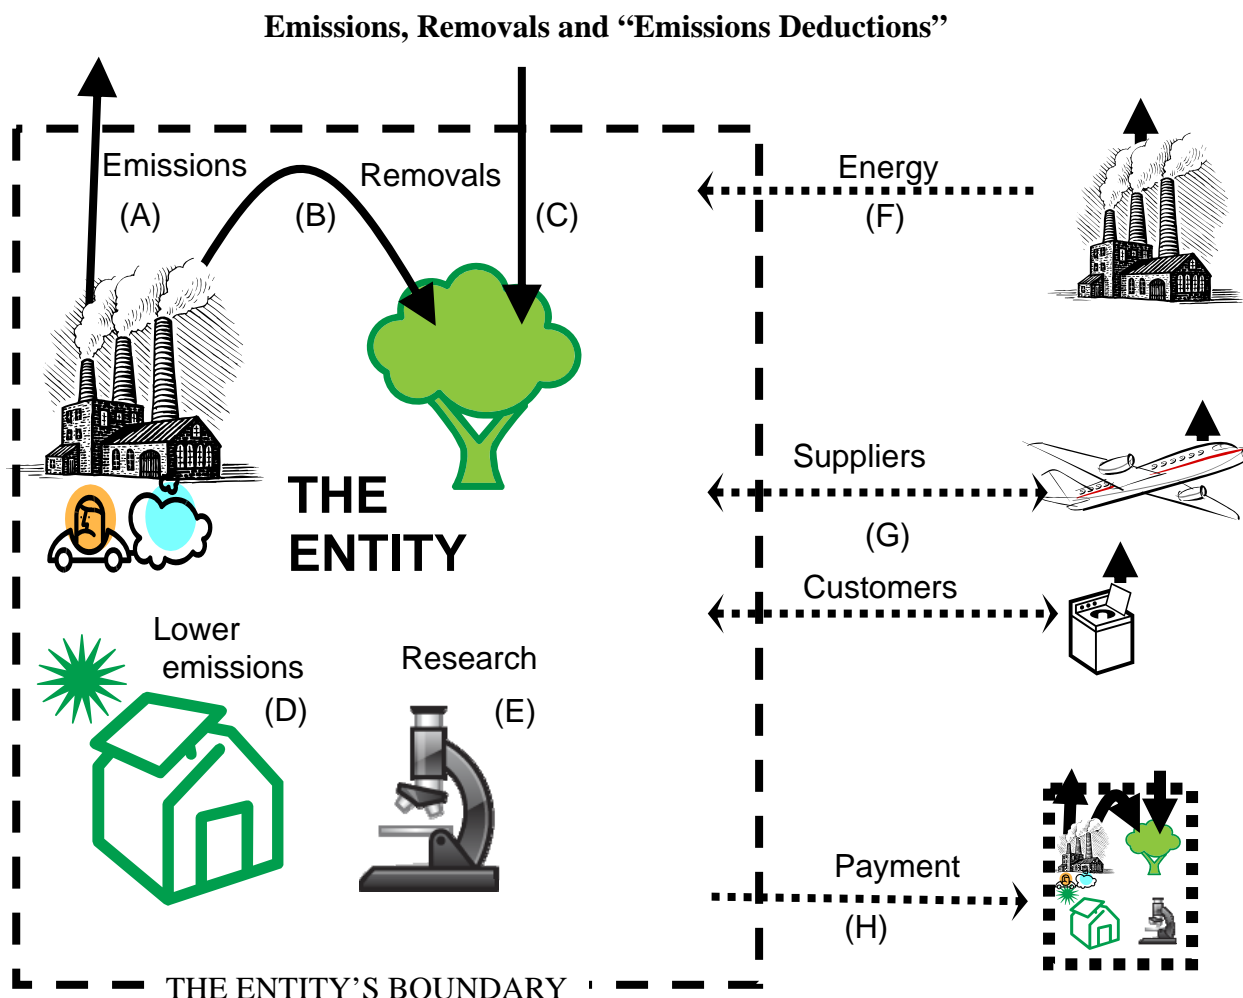 Emissions, Removals and “Emissions Deductions”
Emissions
(A)
(B)
Removals
(C)
Energy
(F)
THE
ENTITY
Suppliers
(G)
Customers
Lower
emissions
(D)
Research
(E)
Payment
(H)
THE ENTITY’S BOUNDARY